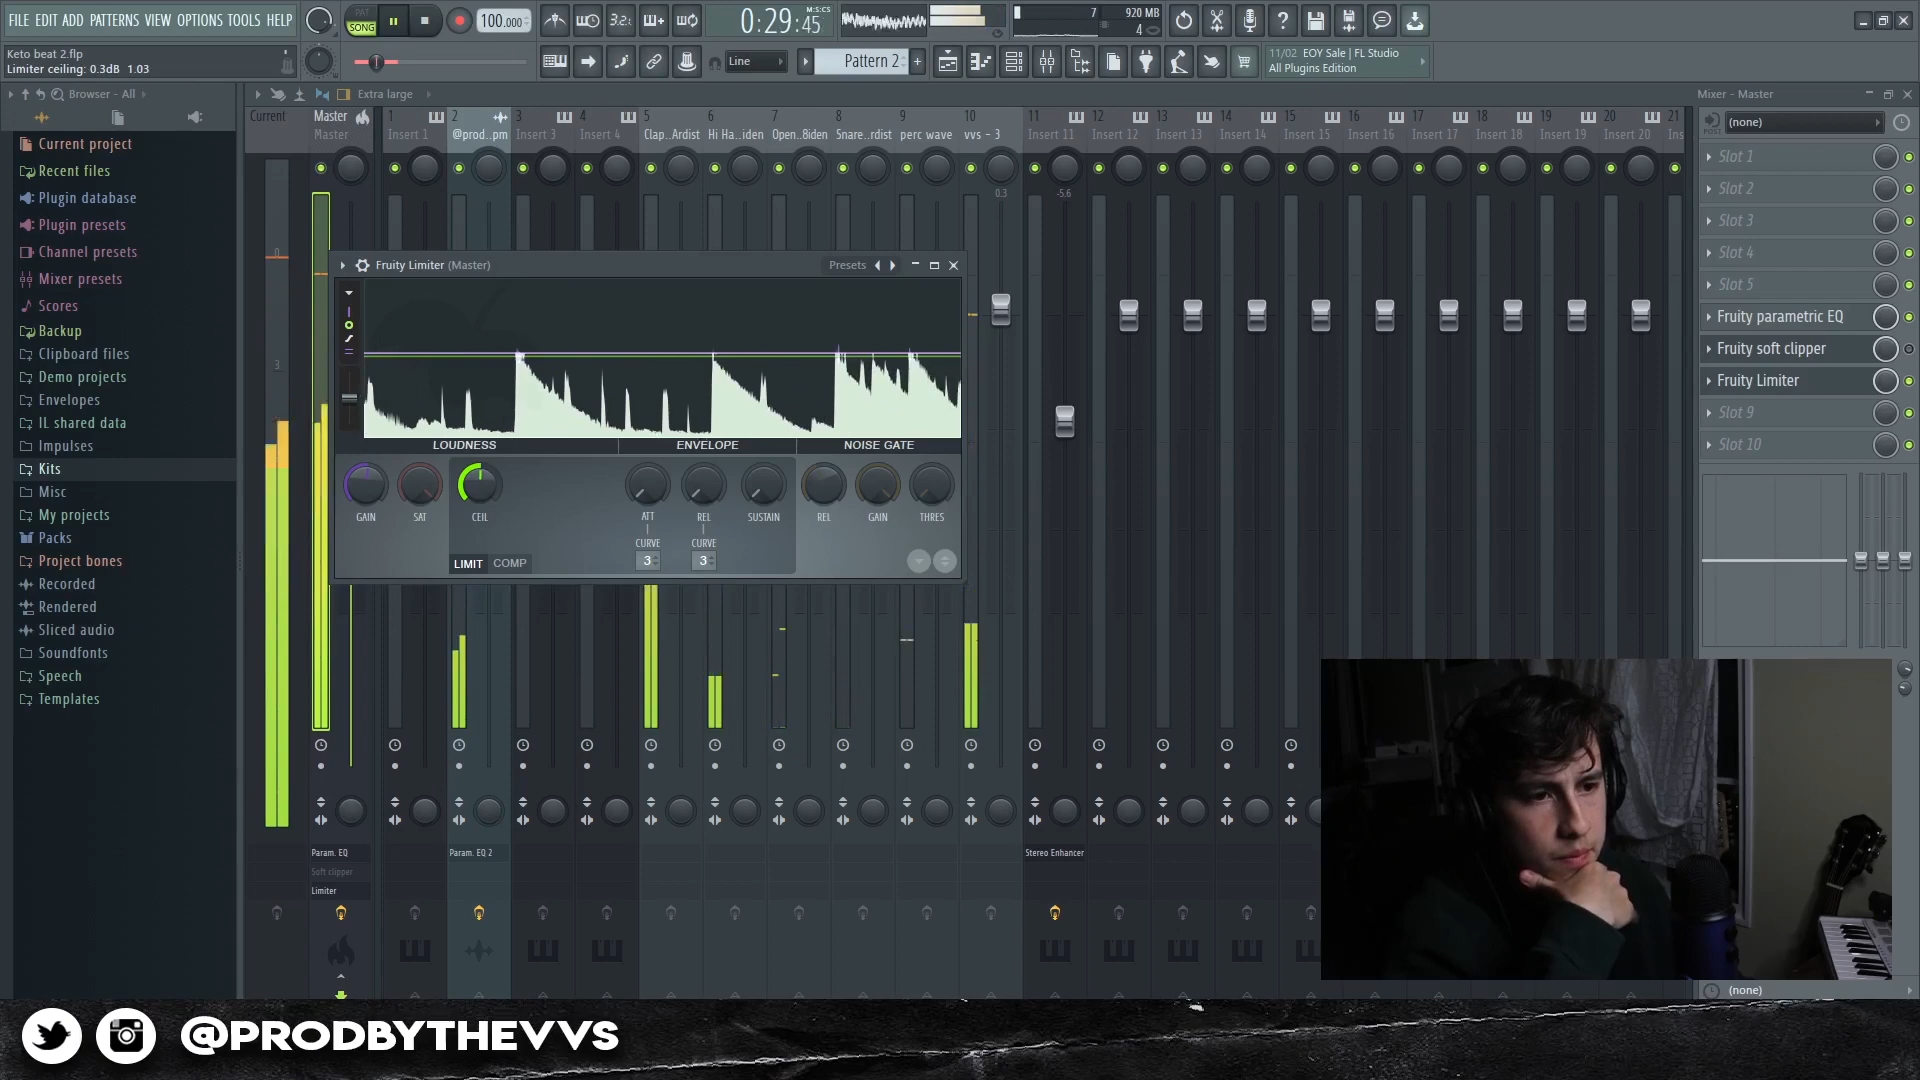 FILE EDIT ADD PATTERNS VIEW OPTIONS TOOLS HELP
PAT
SONG
100.000
3.2.
0:29:45
M:S:CS
7
920 MB
4
Keto beat 2.flp
Limiter ceiling: 0.3dB 1.03
Line
Pattern 2
11/02 EOY Sale | FL Studio
All Plugins Edition
Browser - All
Extra large
Mixer - Master
Current project
Recent files
Plugin database
Plugin presets
Channel presets
Mixer presets
Scores
Backup
Clipboard files
Demo projects
Envelopes
IL shared data
Impulses
Kits
Misc
My projects
Packs
Project bones
Recorded
Rendered
Sliced audio
Soundfonts
Speech
Templates
Current
Master
1 2 3 4 5 6 7 8 9 10 11 12 13 14 15 16 17 18 19 20 21
Master
Insert 1
@prod..pm
Insert 3
Insert 4
Clap..Ardist
Hi Ha..iden
Open..8iden
Snare..rdist
perc wave
vvs - 3
Insert 11
Insert 12
Insert 13
Insert 14
Insert 15
Insert 16
Insert 17
Insert 18
Insert 19
Insert 20
Ins
0.3
-5.6
0
3
Fruity Limiter (Master)
Presets
LOUDNESS
ENVELOPE
NOISE GATE
GAIN
SAT
CEIL
ATT
REL
SUSTAIN
REL
GAIN
THRES
CURVE
CURVE
3
3
LIMIT COMP
POST
(none)
Slot 1
Slot 2
Slot 3
Slot 4
Slot 5
Fruity parametric EQ
Fruity soft clipper
Fruity Limiter
Slot 9
Slot 10
Param. EQ
Soft clipper
Limiter
Param. EQ 2
Stereo Enhancer
(none)
@PRODBYTHEVVS